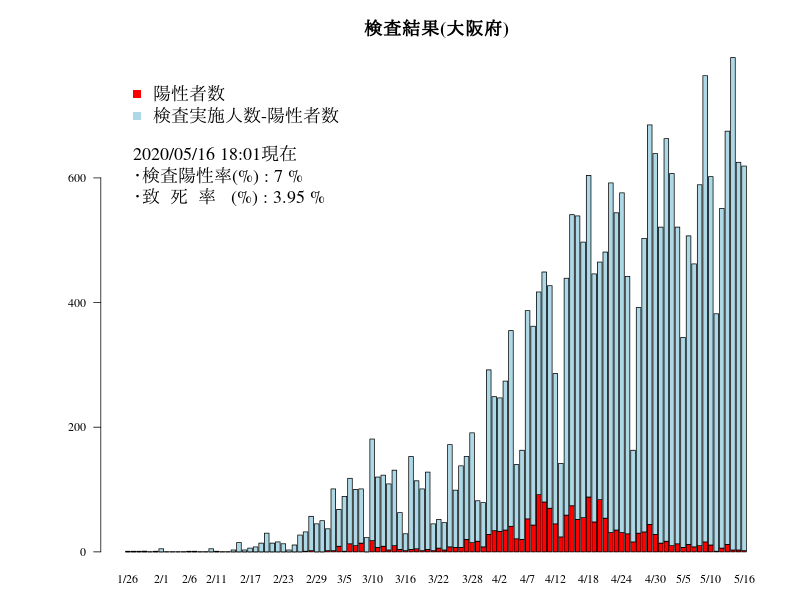 検査結果(大阪府)
陽性者数
検査実施人数-陽性者数
2020/05/16 18:01現在
・検査陽性率(%) : 7 %
・致 死 率 (%) : 3.95 %
600
400
200
0
1/26 2/1 2/6 2/11 2/17 2/23 2/29 3/5 3/10 3/16 3/22 3/28 4/2 4/7 4/12 4/18 4/24 4/30 5/5 5/10 5/16